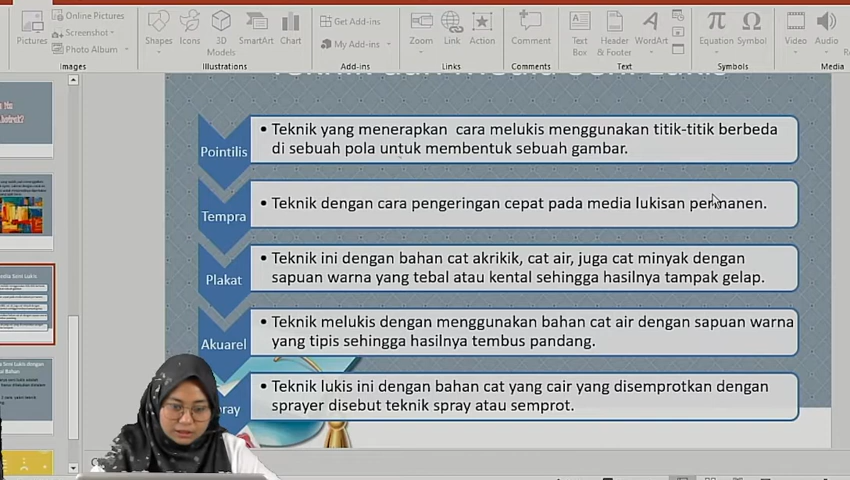 Online Pictures
Screenshot
Photo Album
Pictures
Images
Shapes
Icons
3D
Models
SmartArt
Chart
Illustrations
Get Add-ins
My Add-ins
Add-ins
Zoom
Link
Action
Links
Comment
Comments
Text
Box
Header
& Footer
WordArt
Text
Equation
Symbol
Symbols
Video
Audio
Media
Pointilis
• Teknik yang menerapkan cara melukis menggunakan titik-titik berbeda
di sebuah pola untuk membentuk sebuah gambar.
Tempra
• Teknik dengan cara pengeringan cepat pada media lukisan permanen.
Plakat
• Teknik ini dengan bahan cat akrikik, cat air, juga cat minyak dengan
sapuan warna yang tebal atau kental sehingga hasilnya tampak gelap.
Akuarel
• Teknik melukis dengan menggunakan bahan cat air dengan sapuan warna
yang tipis sehingga hasilnya tembus pandang.
• Teknik lukis ini dengan bahan cat yang cair yang disemprotkan dengan
sprayer disebut teknik spray atau semprot.